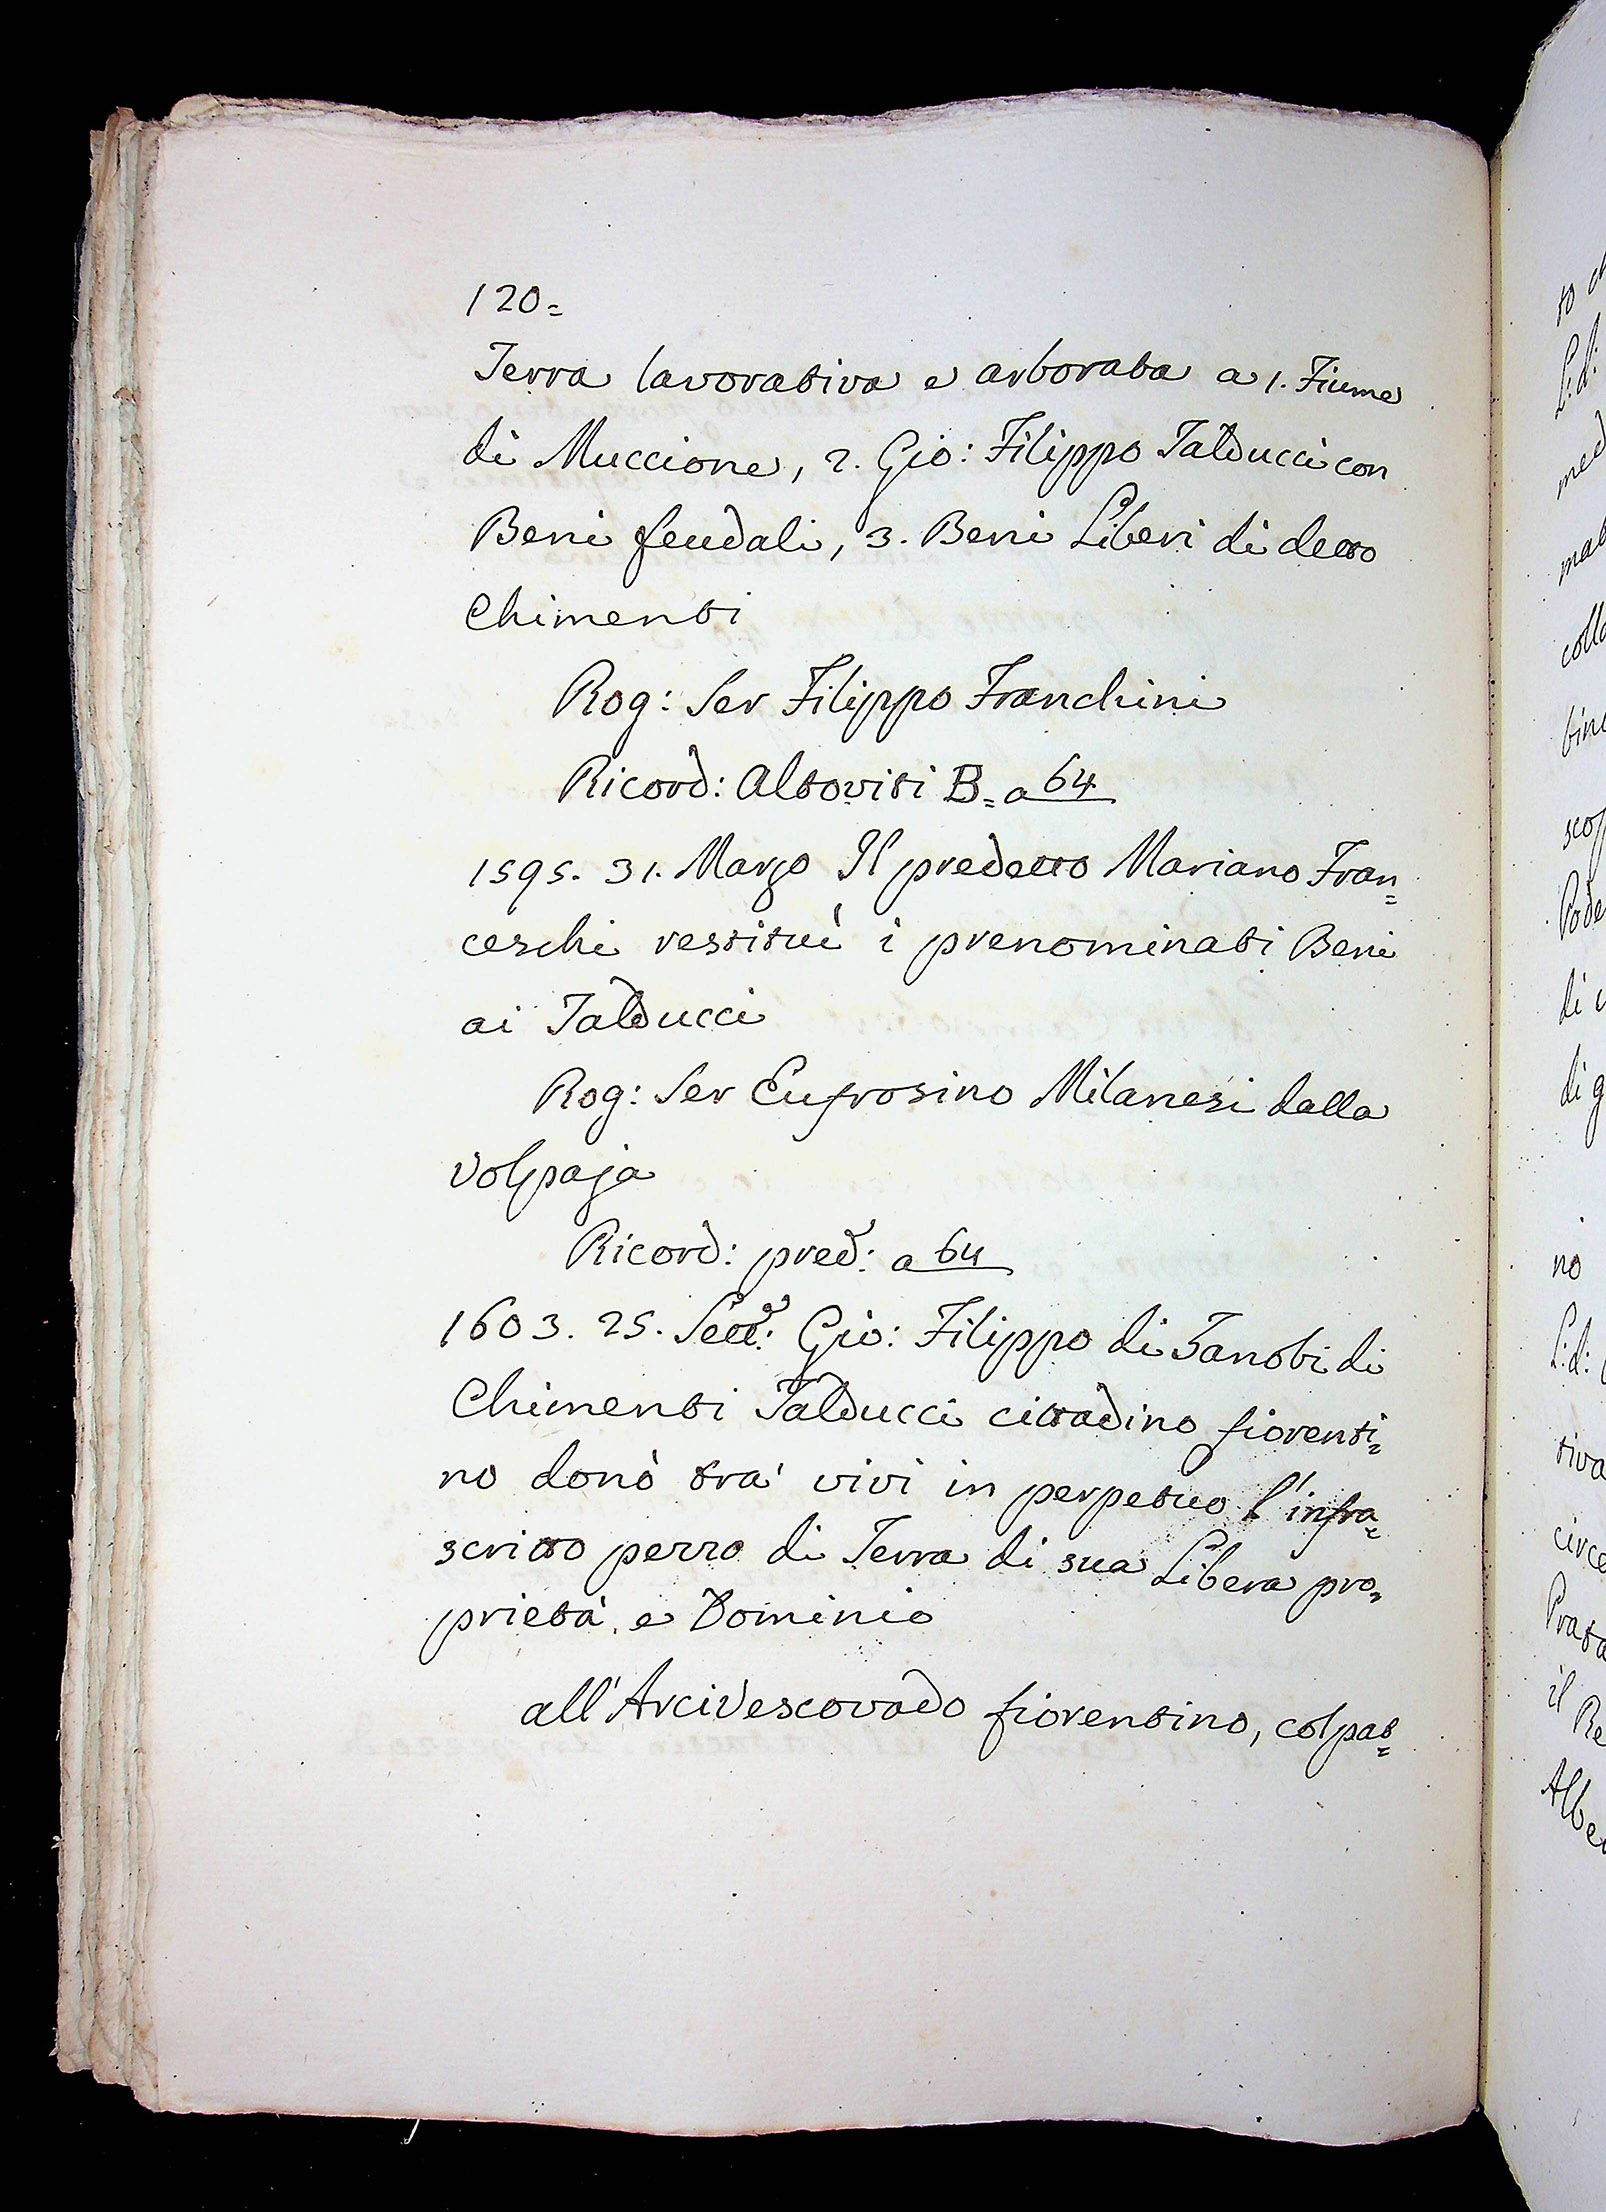 120=
Terra lavorativa e arborata a 1. Fiume
di Muccione, 2. Gio: Filippo Talducci con
Beni feudali, 3. Beni Liberi di detto
Chimenti
Rog: Ser Filippo Franchini
Ricord: Altoviti B= a 64
1595. 31. Marzo Il predetto Mariano Fran=
ceschi restituì i prenominati Beni
ai Talducci
Rog: Ser Eufrosino Milanesi dalla
Volpaja
Ricord: pred: a 64
1603. 25. Sett: Gio: Filippo di Zanobi di
Chimenti Talducci cittadino fiorenti=
no donò tra' vivi in perpetuo l'infra=
scritto pezzo di Terra di sua Libera pro=
prietà, e Dominio
all'Arcivescovado fiorentino, colpat=